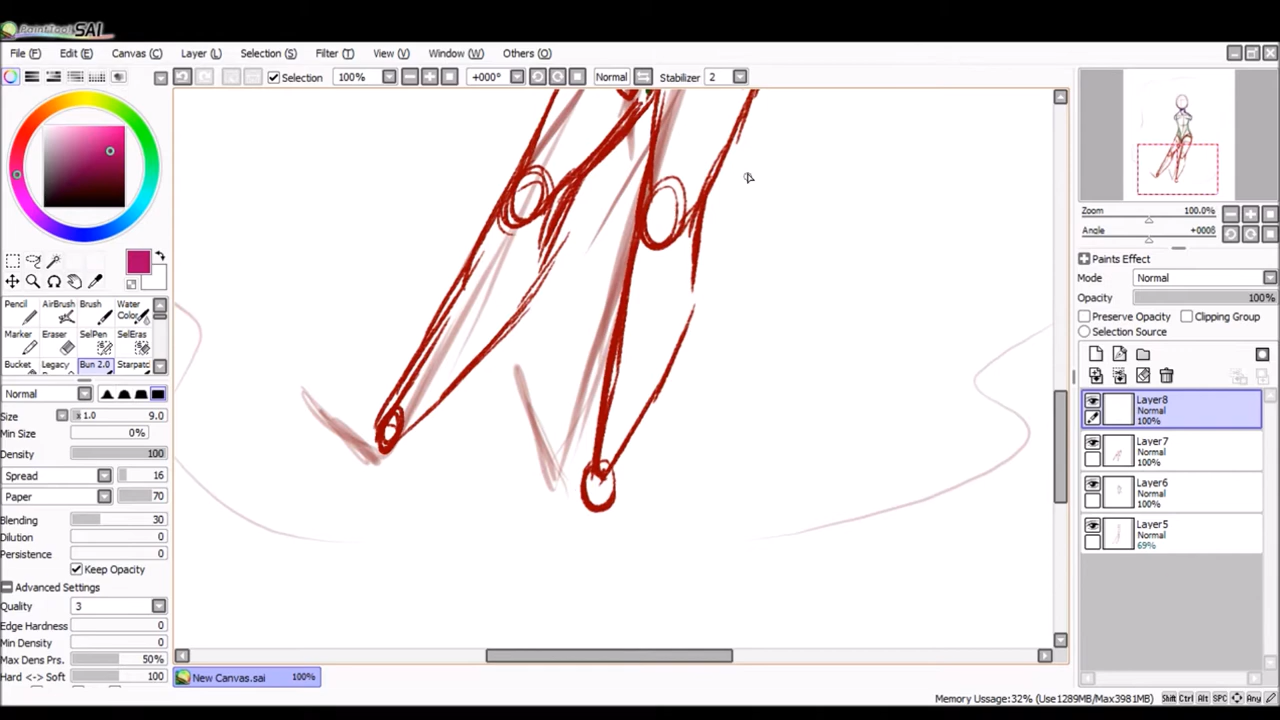 PaintTool SAI
File (F) Edit (E) Canvas (C) Layer (L) Selection (S) Filter (T) View (V) Window (W) Others (O)
Selection 100% +000° Normal Stabilizer 2
Zoom 100.0%
Angle +0008
Paints Effect
Mode Normal
Opacity 100%
Preserve Opacity Clipping Group
Selection Source
Pencil AirBrush Brush Water Color
Marker Eraser SelPen SelEras
Bucket Legacy Bun 2.0 Starpatc
Normal
Size x 1.0 9.0
Min Size 0%
Density 100
Spread 16
Paper 70
Blending 30
Dilution 0
Persistence 0
Keep Opacity
Advanced Settings
Quality 3
Edge Hardness 0
Min Density 0
Max Dens Prs. 50%
Hard <-> Soft 100
Layer8
Normal
100%
Layer7
Normal
100%
Layer6
Normal
100%
Layer5
Normal
69%
New Canvas.sai 100%
Memory Ussage:32% (Use1289MB/Max3981MB) Shift Ctrl Alt SPC Any